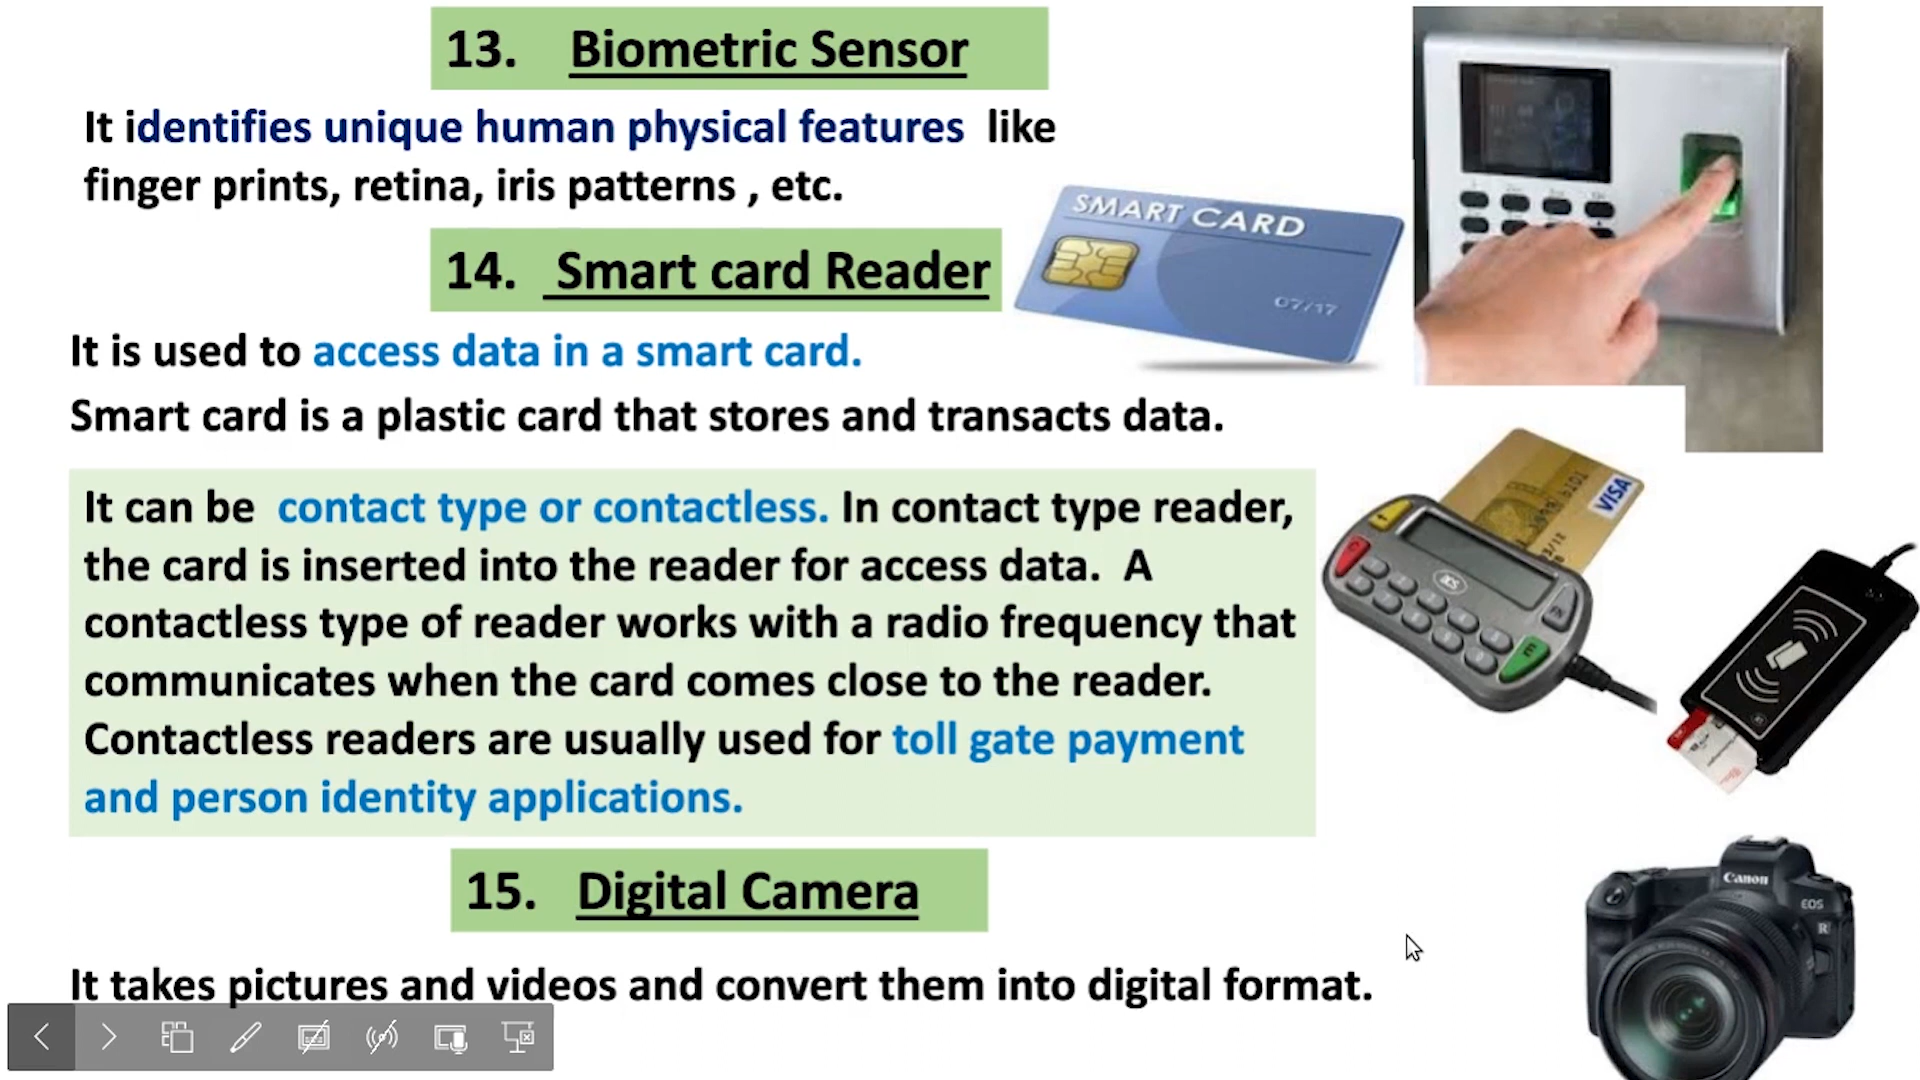 13. Biometric Sensor
It identifies unique human physical features like
finger prints, retina, iris patterns , etc.
SMART CARD
07/17
14. Smart card Reader
It is used to access data in a smart card.
Smart card is a plastic card that stores and transacts data.
It can be contact type or contactless. In contact type reader,
the card is inserted into the reader for access data. A
contactless type of reader works with a radio frequency that
communicates when the card comes close to the reader.
Contactless readers are usually used for toll gate payment
and person identity applications.
VISA
15. Digital Camera
It takes pictures and videos and convert them into digital format.
Canon
EOS
R